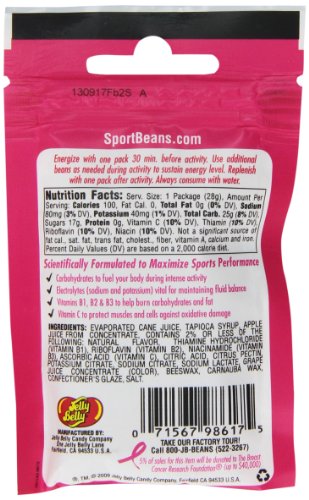 130917Fb2S A
SportBeans.com
Energize with one pack 30 min. before activity. Use additional
beans as needed during activity to sustain energy level. Replenish
with one pack after activity. Always consume with water.
Nutrition Facts: Serv. Size: 1 Package (28g), Amount Per
Serving: Calories 100, Fat Cal. 0, Total Fat 0g (0% DV), Sodium
80mg (3% DV), Potassium 40mg (1% DV), Total Carb. 25g (8% DV),
Sugars 17g, Protein 0g, Vitamin C (10% DV), Thiamin (10% DV),
Riboflavin (10% DV), Niacin (10% DV). Not a significant source of
fat cal., sat. fat, trans fat, cholest., fiber, vitamin A, calcium and iron.
Percent Daily Values (DV) are based on a 2,000 calorie diet.
Scientifically Formulated to Maximize Sports Performance
Carbohydrates to fuel your body during intense activity
Electrolytes (sodium and potassium) vital for maintaining fluid balance
Vitamins B1, B2 & B3 to help burn carbohydrates and fat
Vitamin C to protect muscles and cells against oxidative damage
INGREDIENTS: EVAPORATED CANE JUICE, TAPIOCA SYRUP, APPLE
JUICE FROM CONCENTRATE, CONTAINS 2% OR LESS OF THE
FOLLOWING: NATURAL FLAVOR, THIAMINE HYDROCHLORIDE
(VITAMIN B1), RIBOFLAVIN (VITAMIN B2), NIACINAMIDE (VITAMIN
B3), ASCORBIC ACID (VITAMIN C), CITRIC ACID, CITRUS PECTIN,
POTASSIUM CITRATE, SODIUM CITRATE, SODIUM LACTATE, GRAPE
JUICE CONCENTRATE (COLOR), BEESWAX, CARNAUBA WAX,
CONFECTIONER'S GLAZE, SALT.
Jelly
Belly
MANUFACTURED BY:
Jelly Belly Candy Company
One Jelly Belly Lane
Fairfield, CA 94533 U.S.A.
0 71567 98617 5
TAKE OUR FACTORY TOUR!
Call 800-JB-BEANS (522-3267)
5% of sales for this item will be donated to The Breast
Cancer Research Foundation® (up to $40,000)
®, TM, © 2009 Jelly Belly Candy Company, Fairfield, CA 94533 U.S.A.